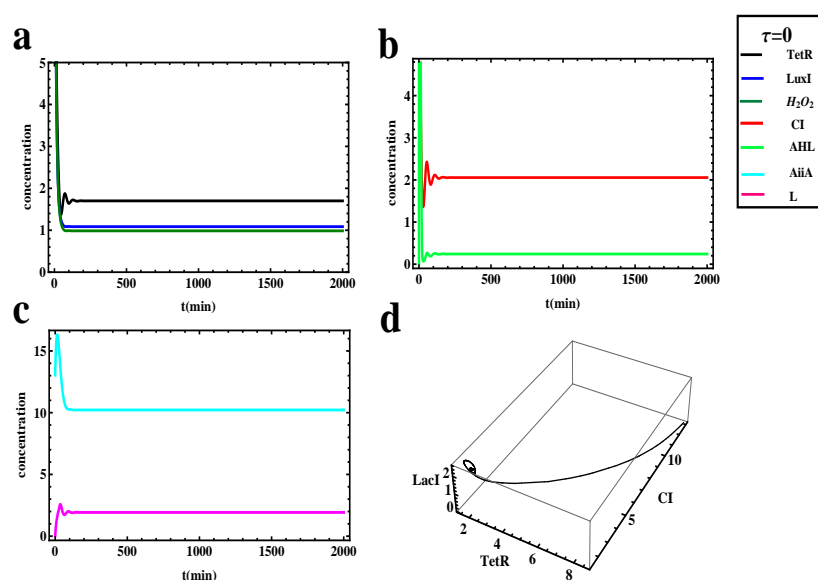 a
5
4
3
2
1
0
concentration
0 500 1000 1500 2000
t(min)
b
4
2
0
concentration
0 500 1000 1500 2000
t(min)
τ=0
TetR
LuxI
H₂O₂
CI
AHL
AiiA
L
c
15
10
5
0
concentration
0 500 1000 1500 2000
t(min)
d
LacI
2
1
0
2 4 6 8
TetR
5
10
CI